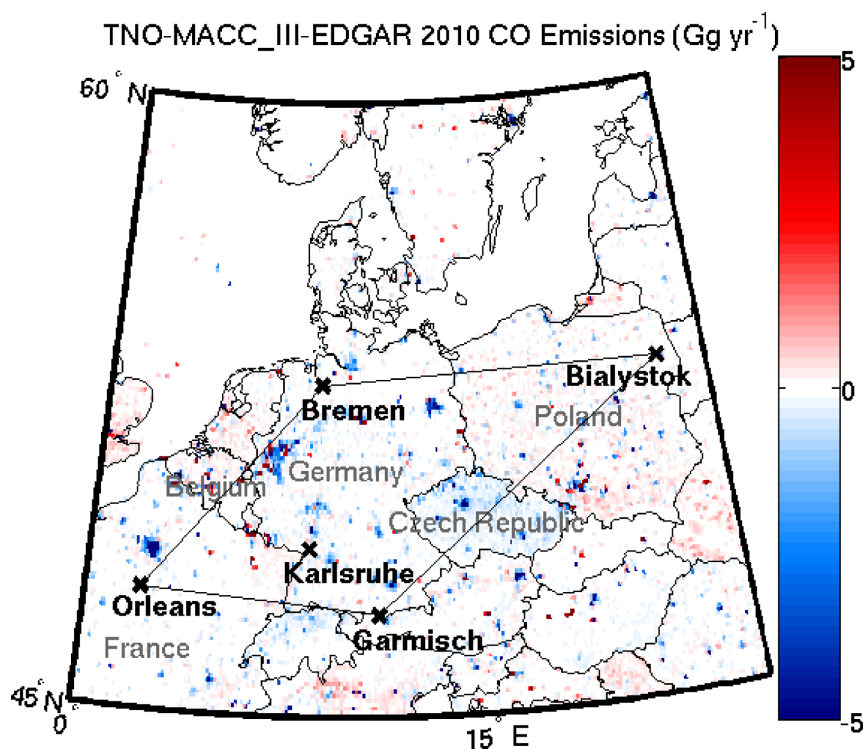 TNO-MACC_III-EDGAR 2010 CO Emissions (Gg yr⁻¹)
60° N
5
Bialystok
Bremen
0
Poland
Germany
Belgium
Czech Republic
Karlsruhe
Orleans
Garmisch
France
45° N
0°
15° E
-5